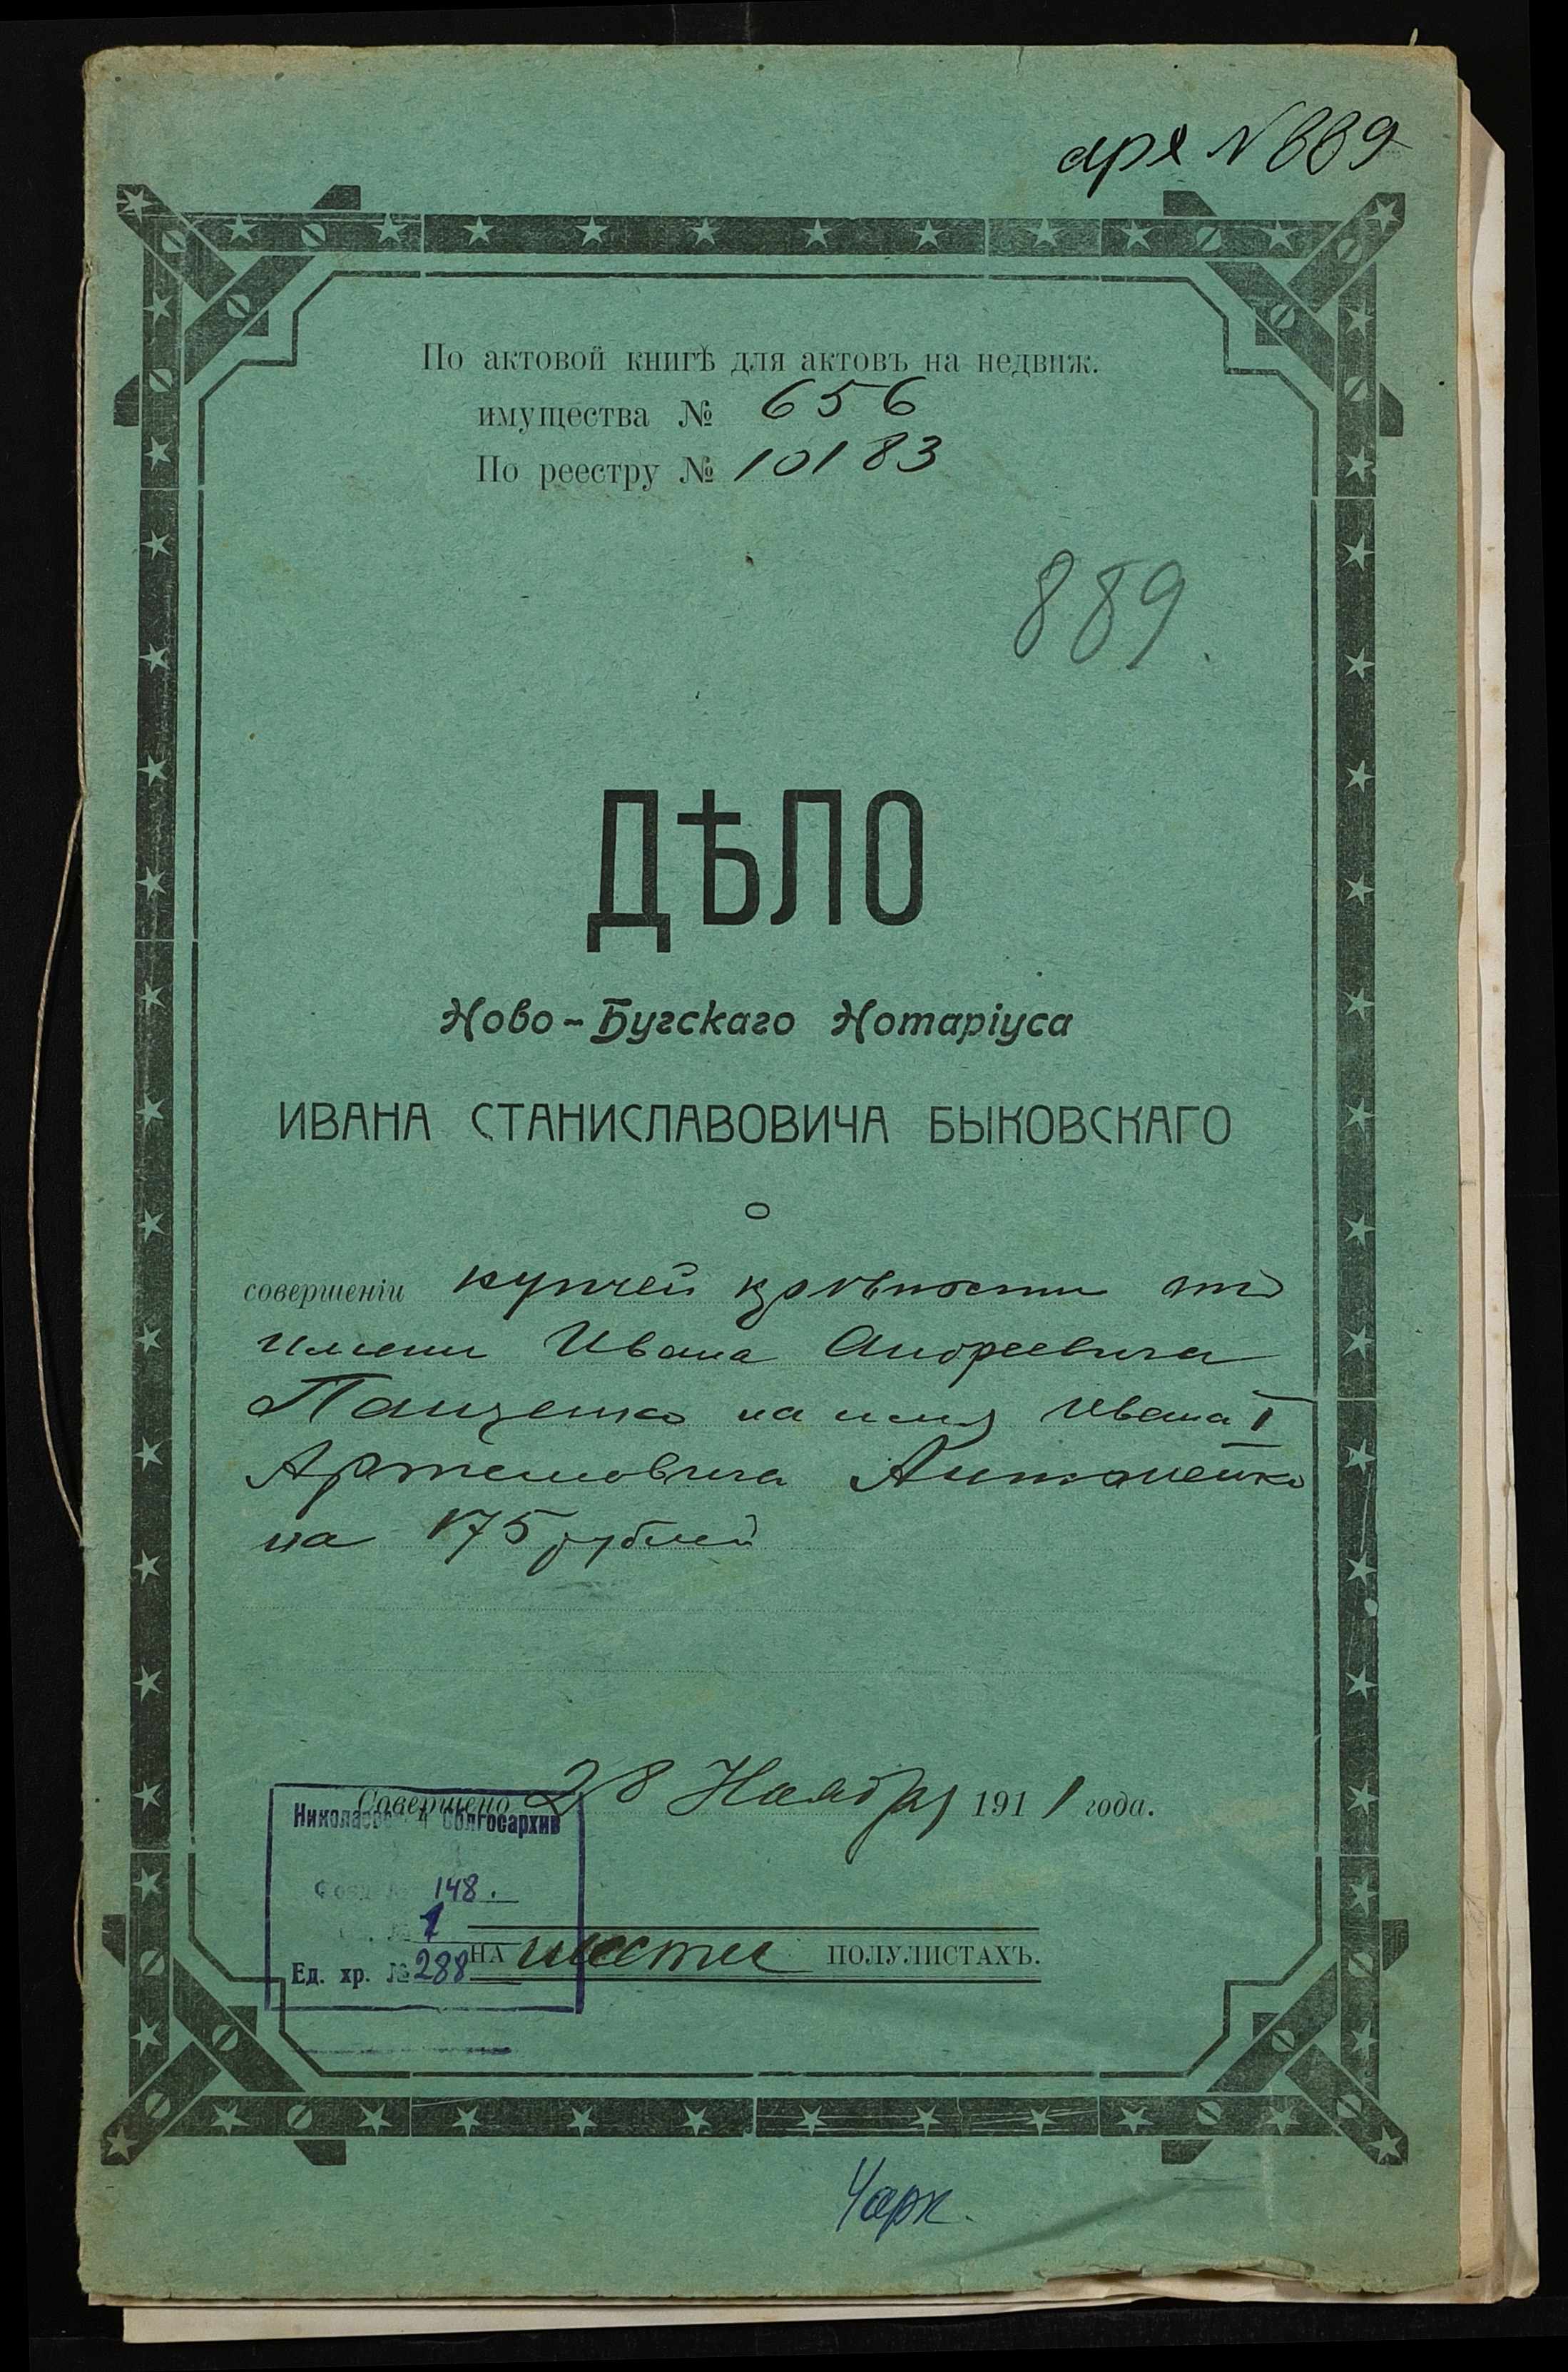 арх N 889
По актовой книгѣ для актовъ на недвиж.
имущества № 656
По реестру № 10183
889.
ДѢЛО
Ново-Бугскаго Нотаріуса
ИВАНА СТАНИСЛАВОВИЧА БЫКОВСКАГО
О
совершеніи купчей крѣпости отъ
имени Ивана Андреевича
Панченко на имя Ивана I
Артемовича Антоненко
на 175 рублей
Совершено 28 Ноября 1911 года.
Николаевский облгосархив
Фонд № 148.
Оп. № 1
НА шести ПОЛУЛИСТАХЪ.
Ед. хр. № 288